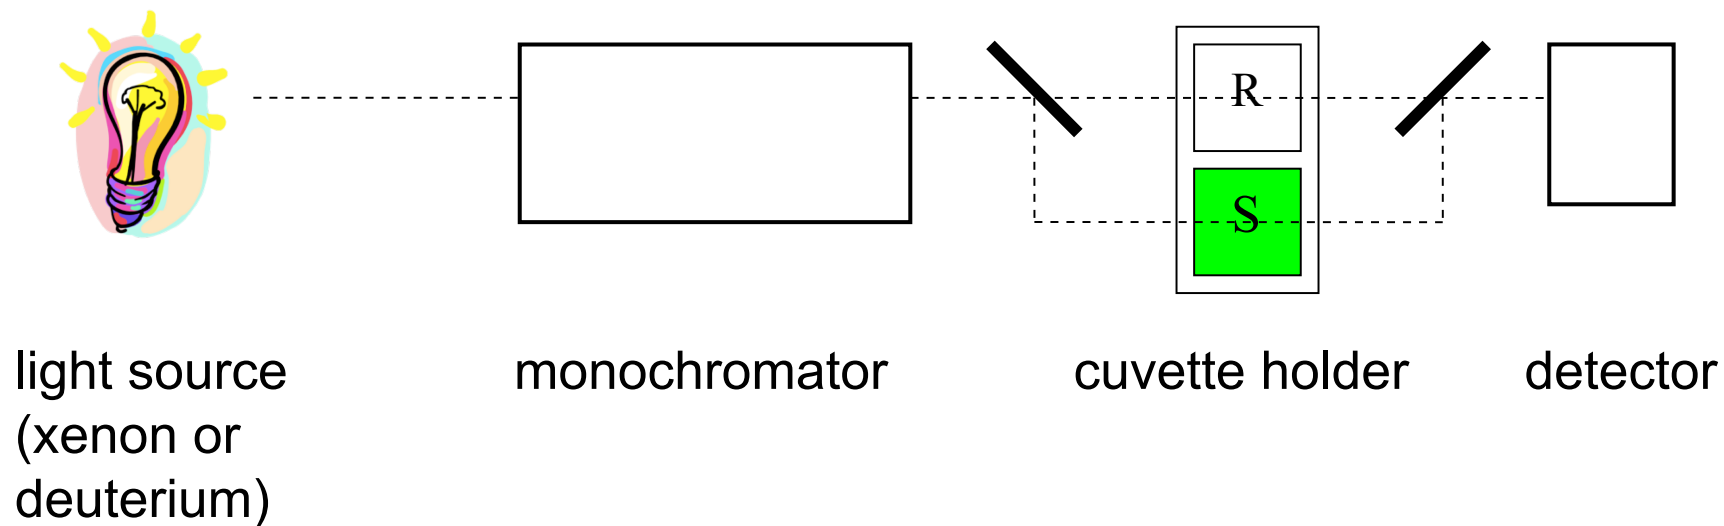 R
S
light source
(xenon or
deuterium)
monochromator
cuvette holder
detector